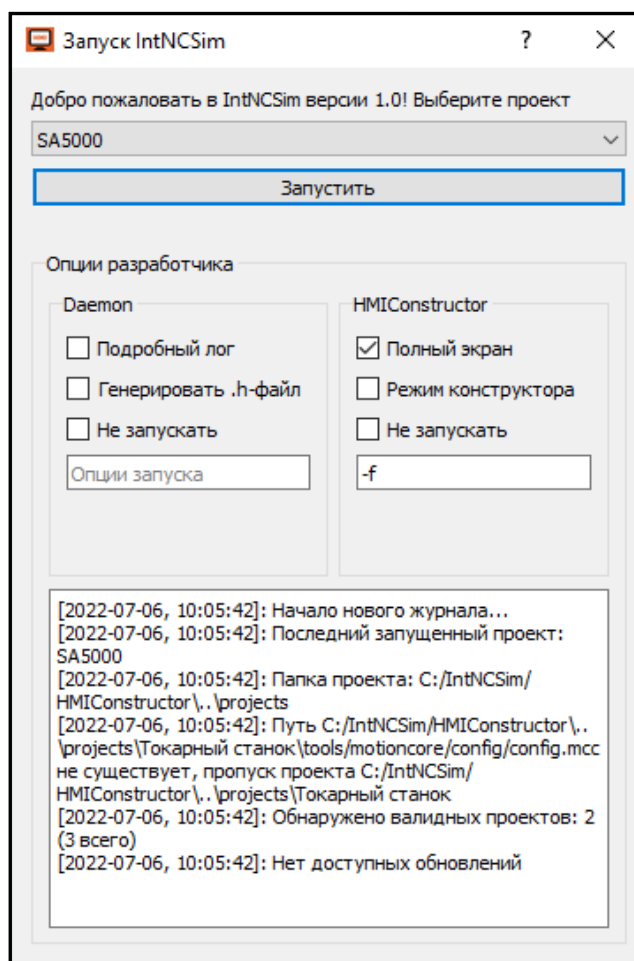 Запуск IntNCSim
Добро пожаловать в IntNCSim версии 1.0! Выберите проект
SA5000
Запустить
Опции разработчика
Daemon
Подробный лог
Генерировать .h-файл
Не запускать
Опции запуска
HMIConstructor
Полный экран
Режим конструктора
Не запускать
-f
[2022-07-06, 10:05:42]: Начало нового журнала...
[2022-07-06, 10:05:42]: Последний запущенный проект:
SA5000
[2022-07-06, 10:05:42]: Папка проекта: C:/IntNCSim/
HMIConstructor\..\projects
[2022-07-06, 10:05:42]: Путь C:/IntNCSim/HMIConstructor\..
\projects\Токарный станок\tools/motioncore/config/config.mcc
не существует, пропуск проекта C:/IntNCSim/
HMIConstructor\..\projects\Токарный станок
[2022-07-06, 10:05:42]: Обнаружено валидных проектов: 2
(3 всего)
[2022-07-06, 10:05:42]: Нет доступных обновлений